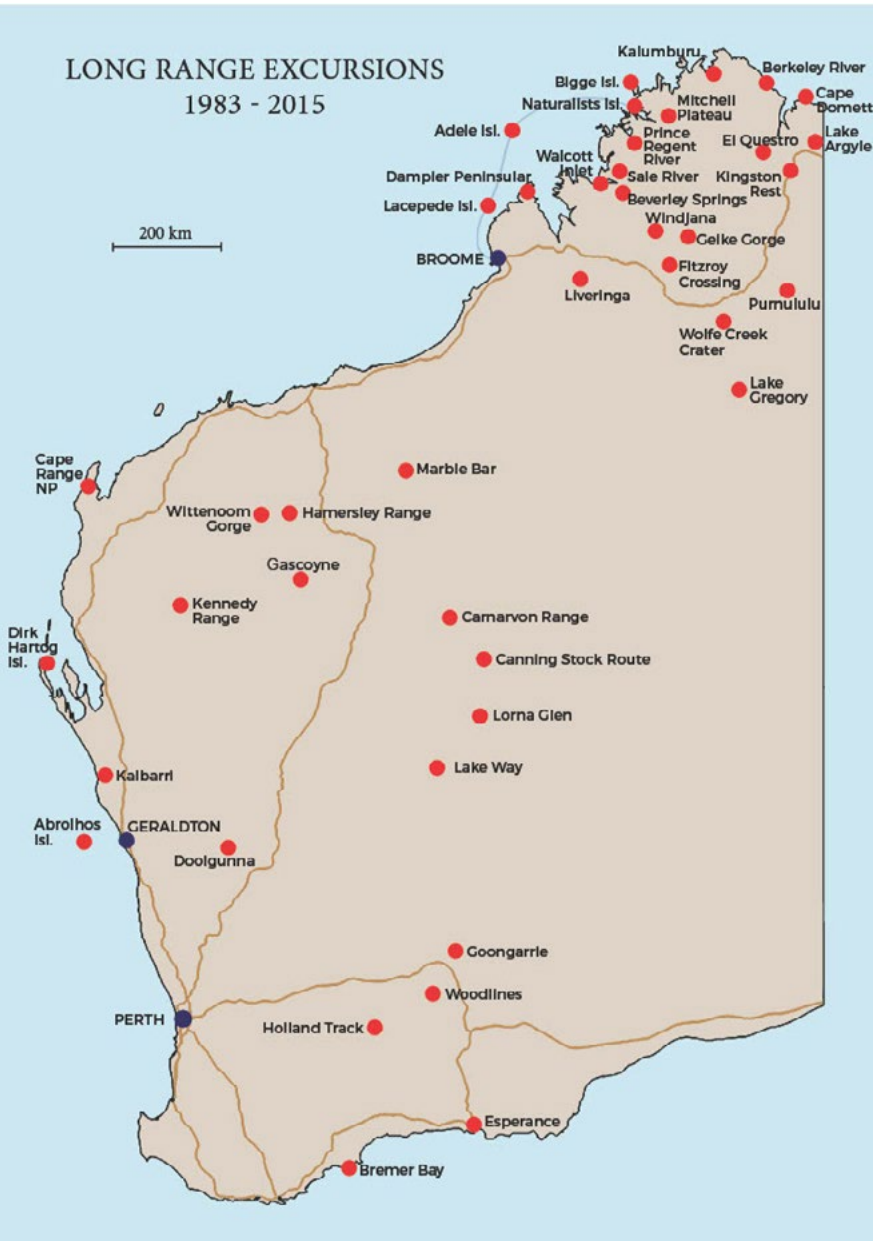 LONG RANGE EXCURSIONS
1983 - 2015
Kalumburu
Berkeley River
Bigge Isl.
Cape
Domett
Naturalists Isl.
Mitchell
Plateau
Adele Isl.
Prince
Regent
River
El Questro
Lake
Argyle
Walcott
Inlet
Sale River
Kingston
Rest
Dampler Peninsular
Beverley Springs
Lacepede Isl.
Windjana
Geike Gorge
200 km
BROOME
Fitzroy
Crossing
Liveringa
Purnululu
Wolfe Creek
Crater
Lake
Gregory
Cape
Range
NP
Marble Bar
Wittenoom
Gorge
Hamersley Range
Gascoyne
Kennedy
Range
Carnarvon Range
Dirk
Hartog
Isl.
Canning Stock Route
Lorna Glen
Lake Way
Kalbarri
Abrolhos
Isl.
GERALDTON
Doolgunna
Goongarrie
Woodlines
PERTH
Holland Track
Esperance
Bremer Bay